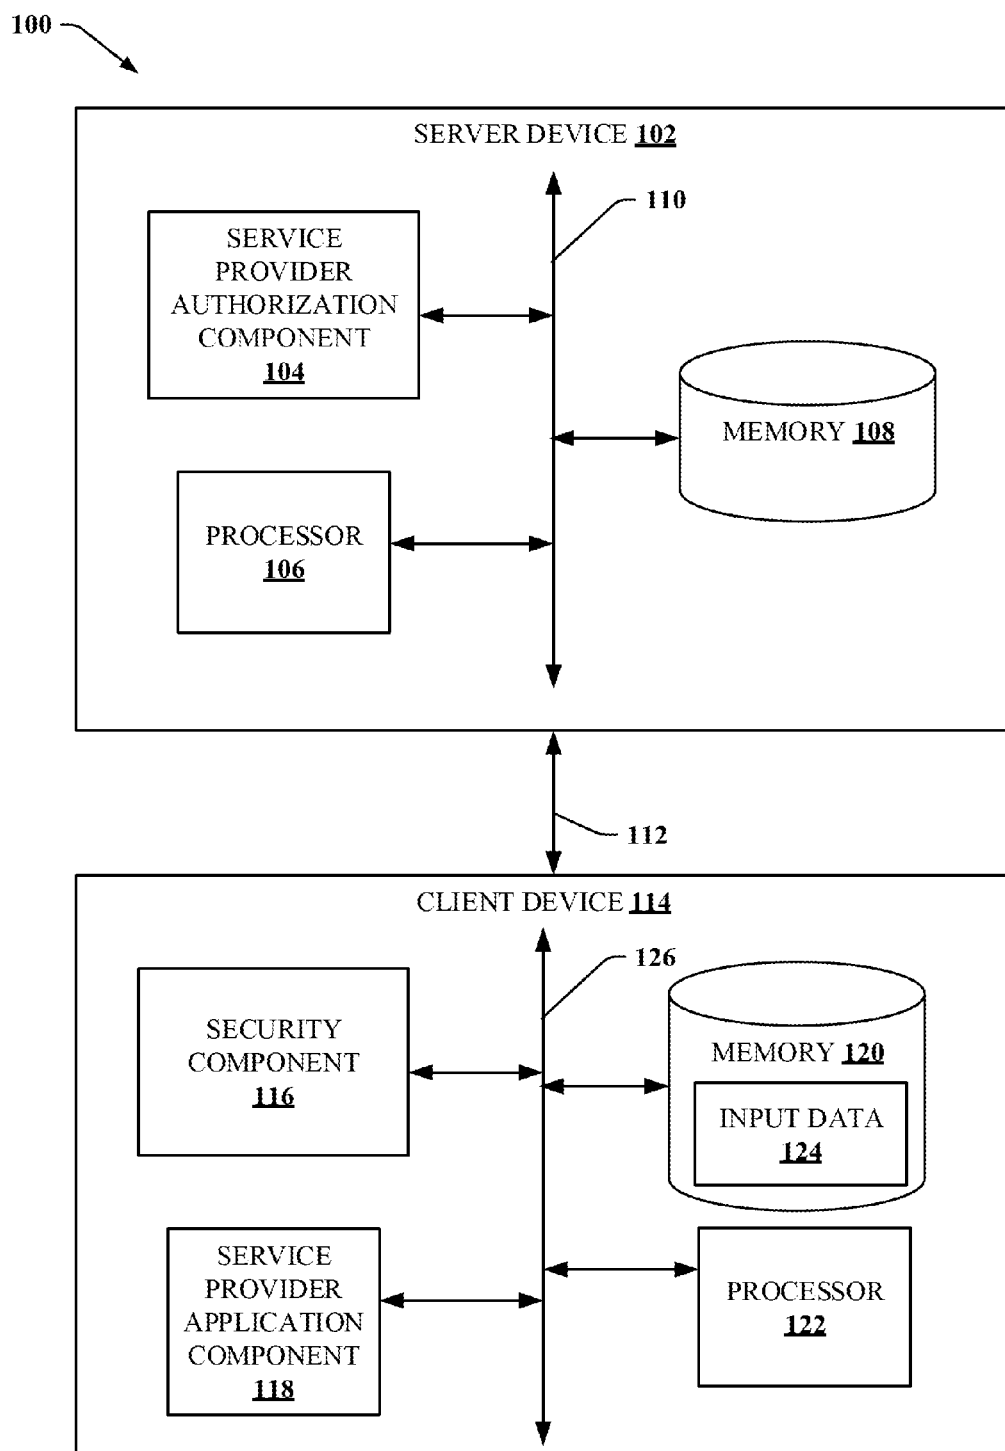 100
SERVER DEVICE 102
110
SERVICE
PROVIDER
AUTHORIZATION
COMPONENT
104
MEMORY 108
PROCESSOR
106
112
CLIENT DEVICE 114
126
SECURITY
COMPONENT
116
MEMORY 120
INPUT DATA
124
SERVICE
PROVIDER
APPLICATION
COMPONENT
118
PROCESSOR
122